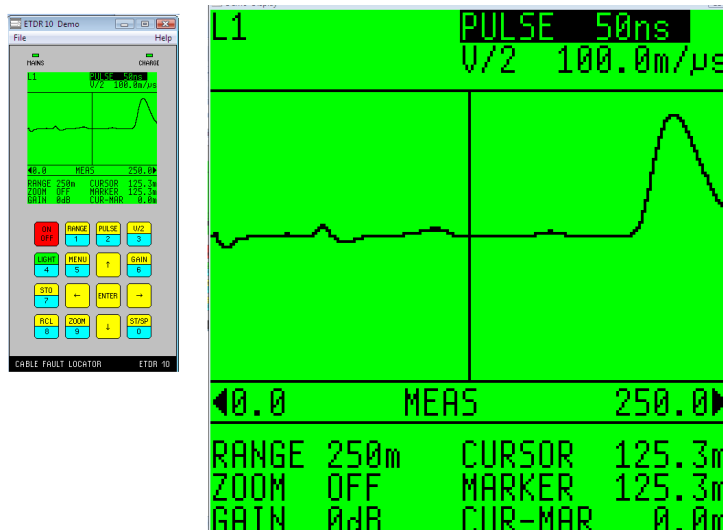 ETDR 10 Demo
File Help
MAINS CHARGE
L1 PULSE 50ns
V/2 100.0m/µs
◀0.0 MEAS 250.0▶
RANGE 250m CURSOR 125.3m
ZOOM OFF MARKER 125.3m
GAIN 0dB CUR-MAR 0.0m
ON OFF RANGE 1 PULSE 2 V/2 3
LIGHT 4 MENU 5 ↑ GAIN 6
STO 7 ← ENTER →
RCL 8 ZOOM 9 ↓ ST/SP 0
CABLE FAULT LOCATOR ETDR 10
L1 PULSE 50ns
V/2 100.0m/µs
◀0.0 MEAS 250.0▶
RANGE 250m CURSOR 125.3m
ZOOM OFF MARKER 125.3m
GAIN 0dB CUR-MAR 0.0m